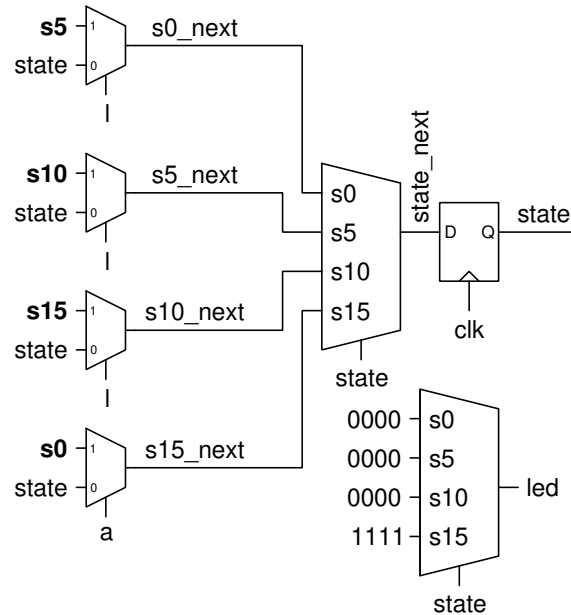 s5
1
s0_next
state
0
l
s10
1
s5_next
state
0
l
s15
1
s10_next
state
0
l
s0
1
s15_next
state
0
a
s0
s5
s10
s15
state
state_next
D
Q
state
clk
0000
s0
0000
s5
0000
s10
1111
s15
led
state